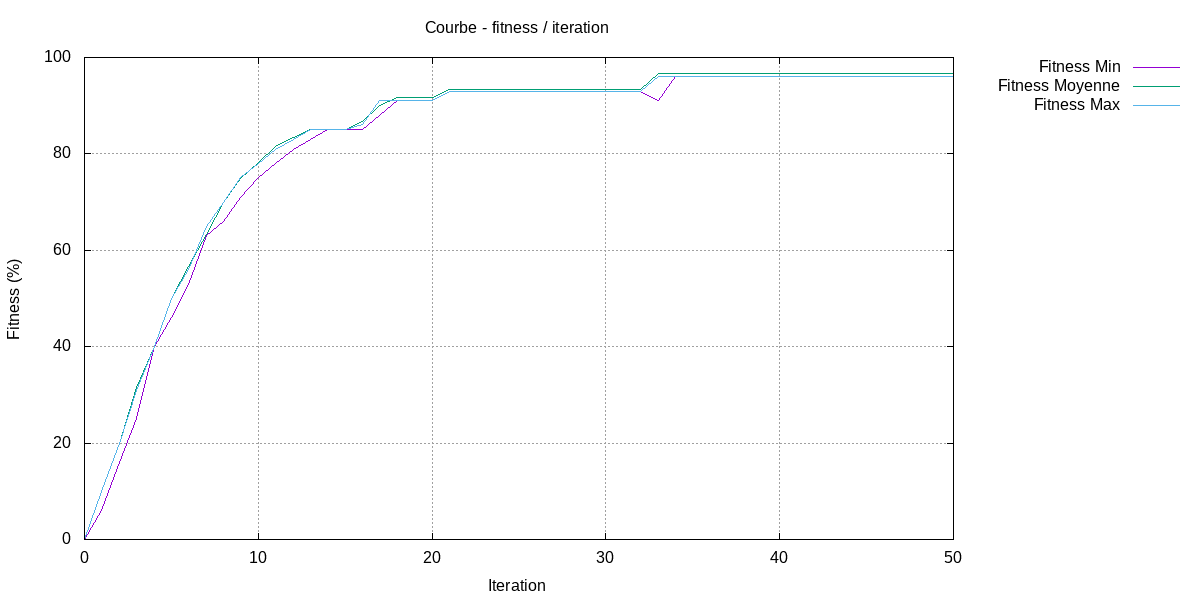 Courbe - fitness / iteration
Fitness Min
Fitness Moyenne
Fitness Max
Fitness (%)
100
80
60
40
20
0
0 10 20 30 40 50
Iteration